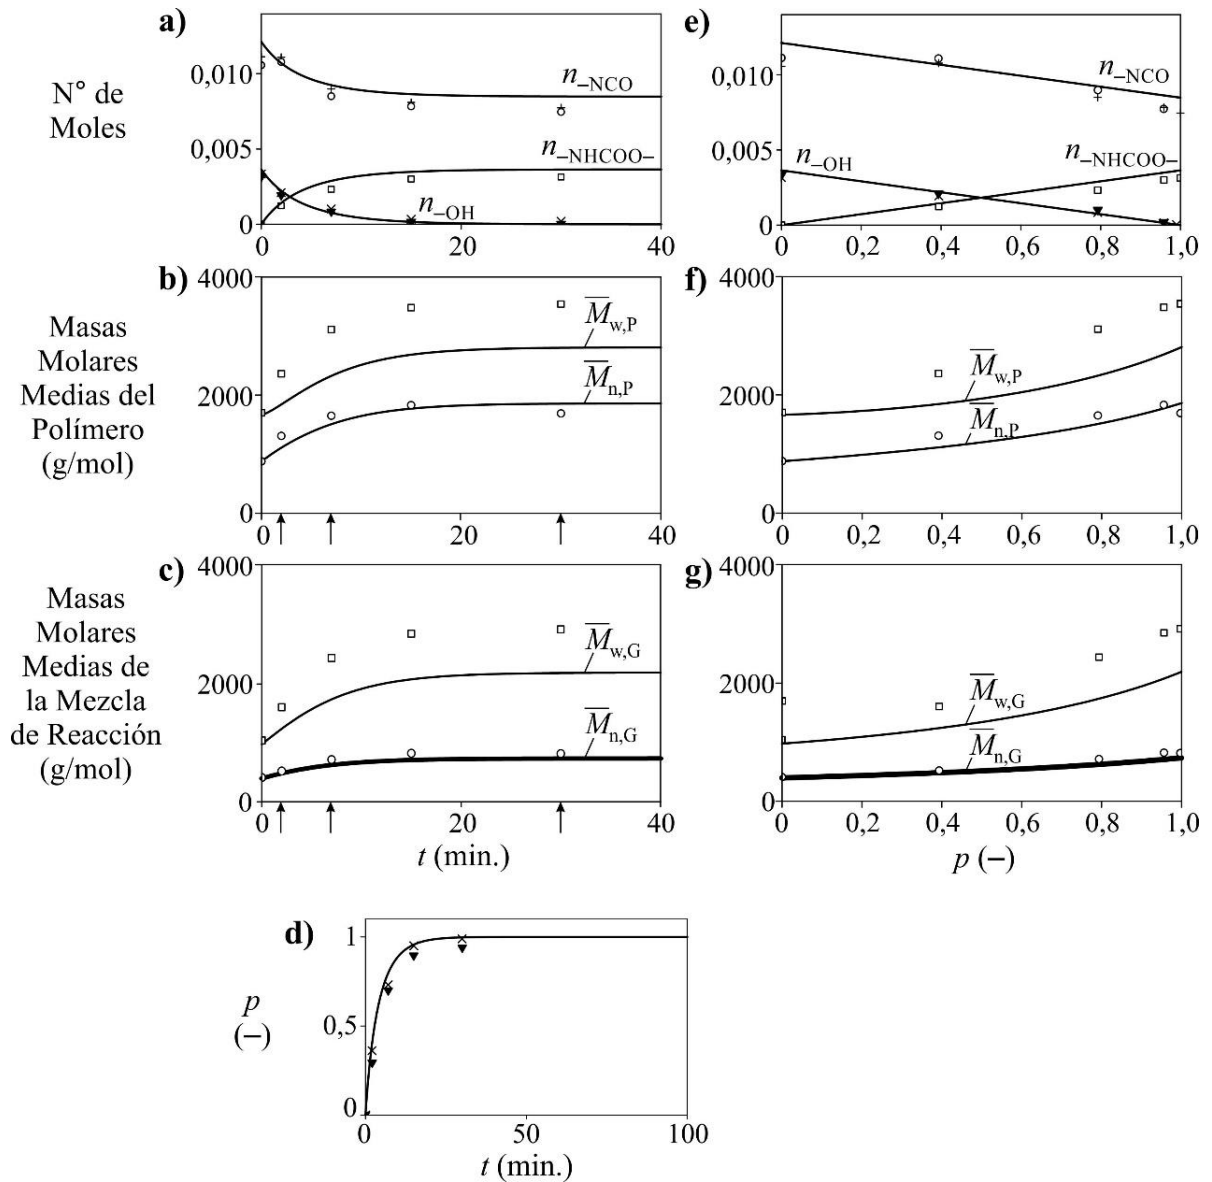 a)
N° de
Moles
0,010
0,005
0
n–NCO
n–NHCOO–
n–OH
0
20
40
e)
0,010
0,005
0
n–NCO
n–OH
n–NHCOO–
0
0,2
0,4
0,6
0,8
1,0
b)
Masas
Molares
Medias del
Polímero
(g/mol)
4000
2000
0
M̅w,P
M̅n,P
0
20
40
f)
4000
2000
0
M̅w,P
M̅n,P
0
0,2
0,4
0,6
0,8
1,0
c)
Masas
Molares
Medias de
la Mezcla
de Reacción
(g/mol)
4000
2000
0
M̅w,G
M̅n,G
0
20
40
t (min.)
g)
4000
2000
0
M̅w,G
M̅n,G
0
0,2
0,4
0,6
0,8
1,0
p (–)
d)
p
(–)
1
0,5
0
0
50
100
t (min.)